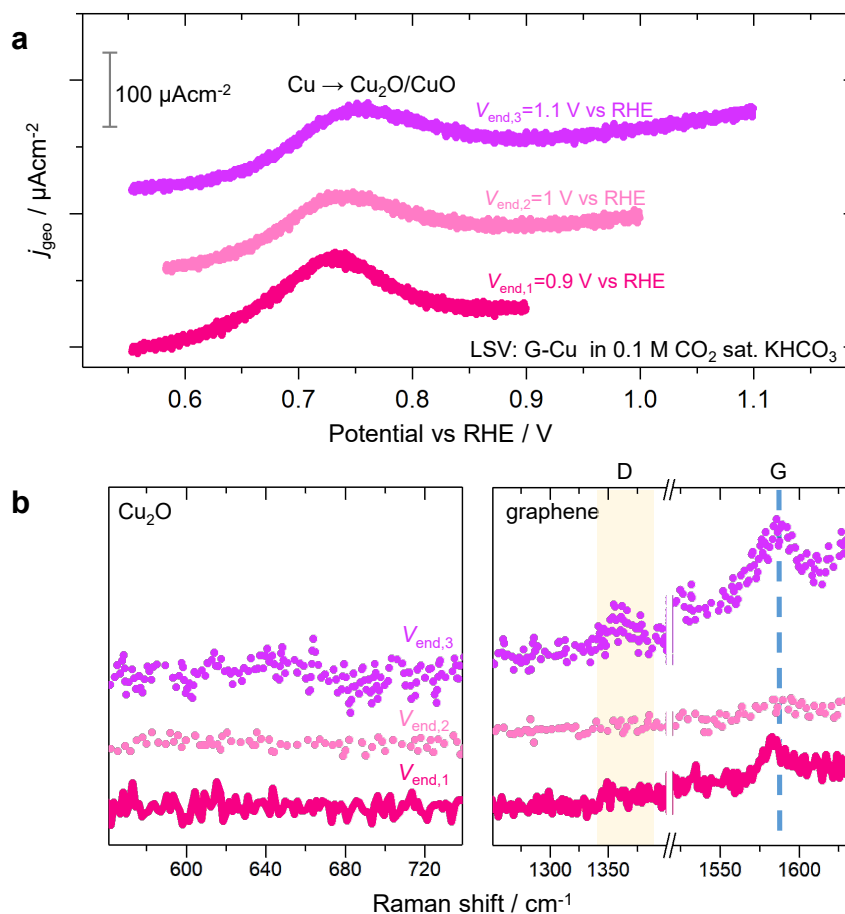 a
100 µAcm-2
Cu → Cu2O/CuO
Vend,3=1.1 V vs RHE
Vend,2=1 V vs RHE
Vend,1=0.9 V vs RHE
LSV: G-Cu in 0.1 M CO2 sat. KHCO3
jgeo / µAcm-2
0.6 0.7 0.8 0.9 1.0 1.1
Potential vs RHE / V
b
D G
Cu2O
graphene
Vend,3
Vend,2
Vend,1
600 640 680 720 1300 1350 1550 1600
Raman shift / cm-1